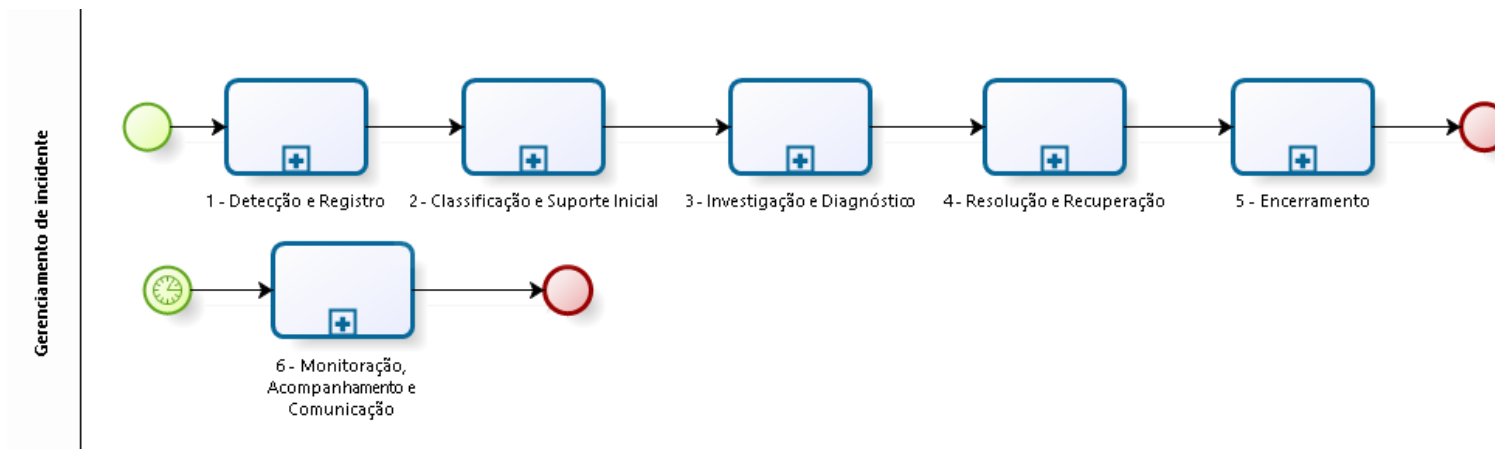 Gerenciamento de incidente
1 - Detecção e Registro
2 - Classificação e Suporte Inicial
3 - Investigação e Diagnóstico
4 - Resolução e Recuperação
5 - Encerramento
6 - Monitoração,
Acompanhamento e
Comunicação